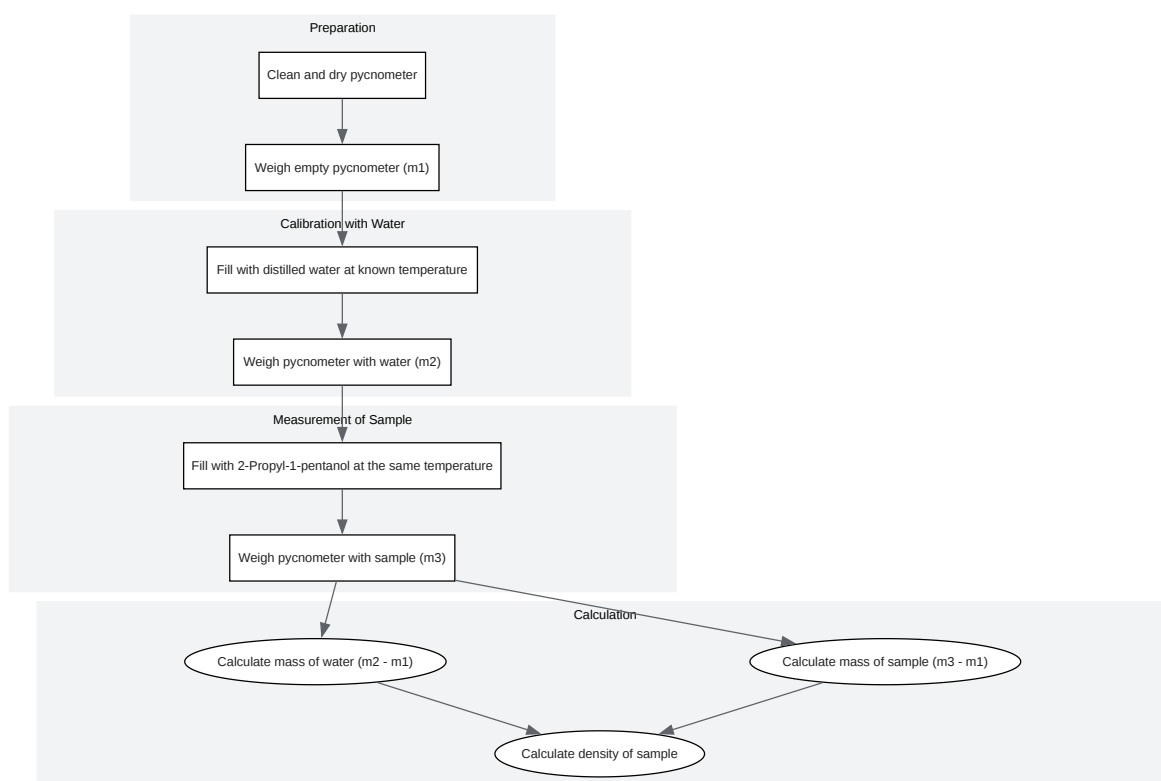 Preparation
Clean and dry pycnometer
Weigh empty pycnometer (m1)
Calibration with Water
Fill with distilled water at known temperature
Weigh pycnometer with water (m2)
Measurement of Sample
Fill with 2-Propyl-1-pentanol at the same temperature
Weigh pycnometer with sample (m3)
Calculation
Calculate mass of water (m2 - m1)
Calculate mass of sample (m3 - m1)
Calculate density of sample